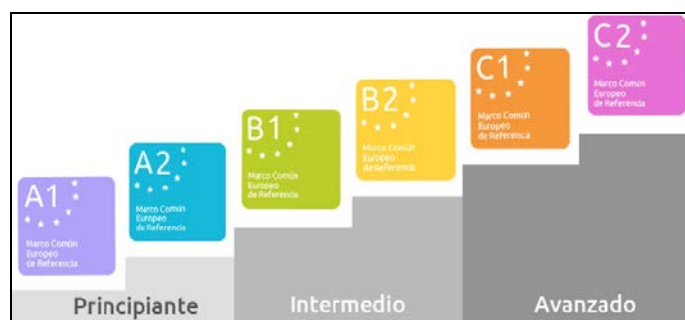 A1
Marco Común
Europeo
de Referencia
A2
Marco Común
Europeo
de Referencia
B1
Marco Común
Europeo
de Referencia
B2
Marco Común
Europeo
de Referencia
C1
Marco Común
Europeo
de Referencia
C2
Marco Común
Europeo
de Referencia
Principiante
Intermedio
Avanzado